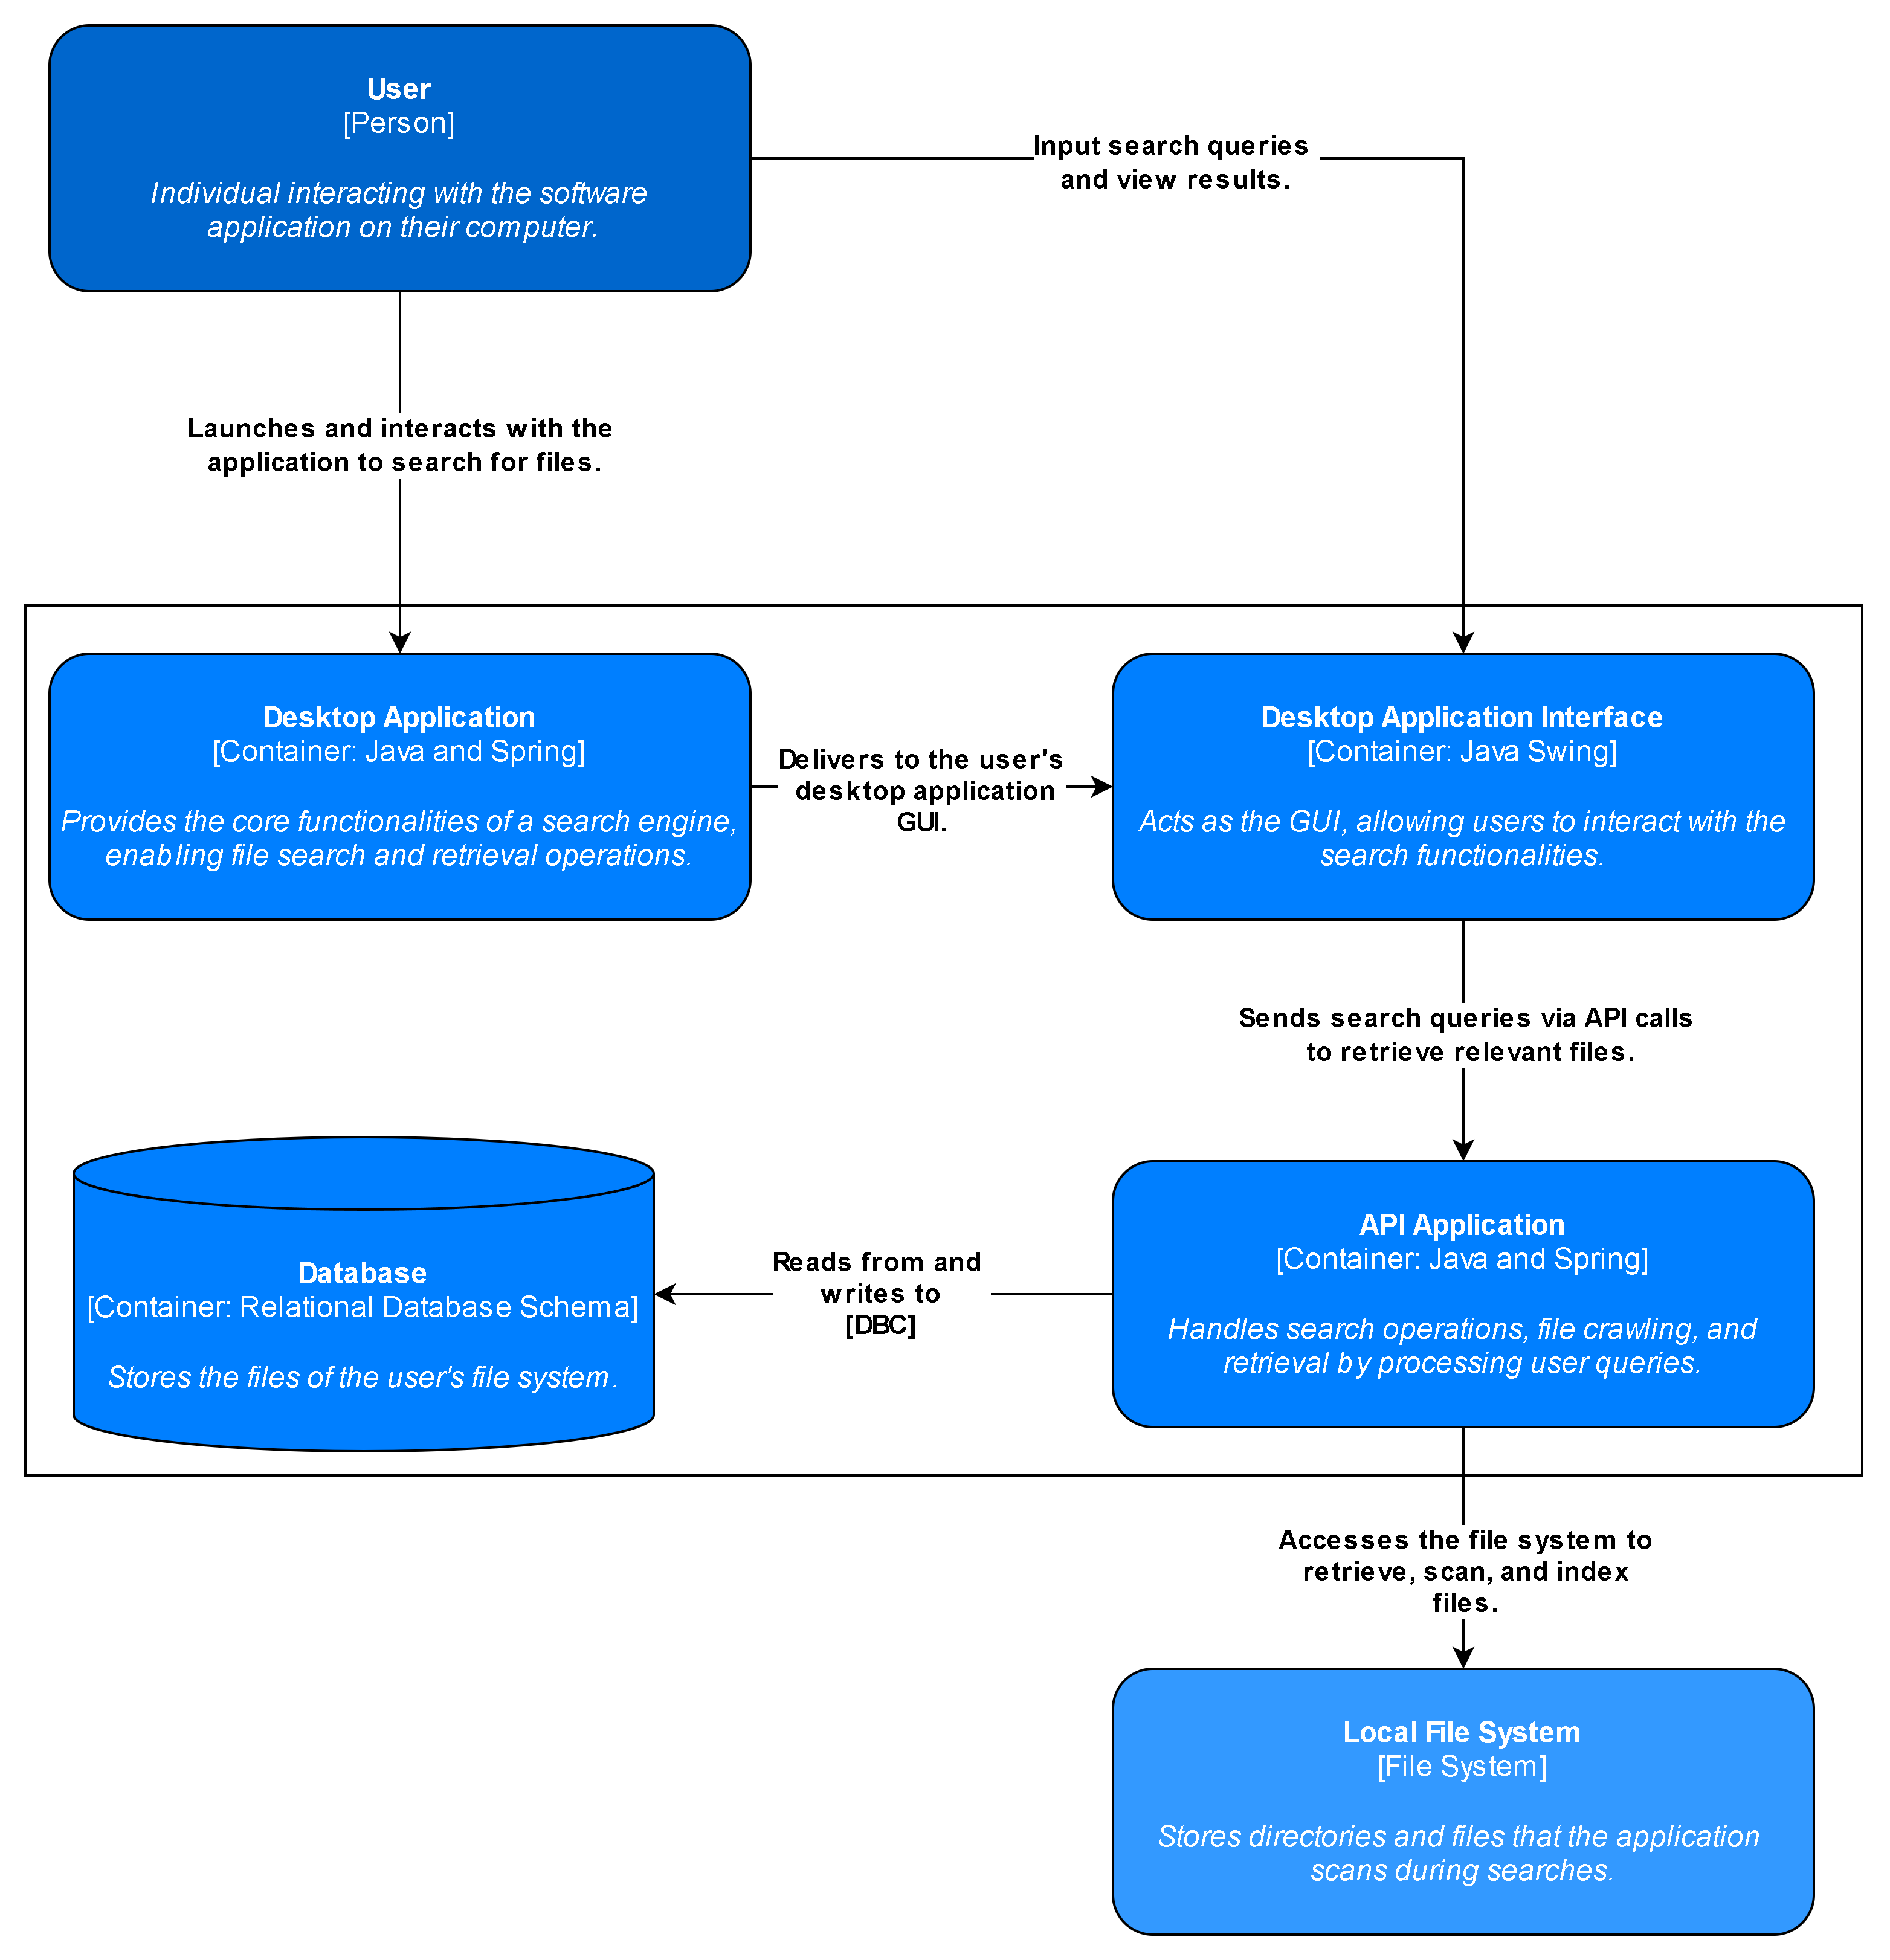 User
[Person]
Individual interacting with the software
application on their computer.
Input search queries
and view results.
Launches and interacts with the
application to search for files.
Desktop Application
[Container: Java and Spring]
Provides the core functionalities of a search engine,
enabling file search and retrieval operations.
Delivers to the user's
desktop application
GUI.
Desktop Application Interface
[Container: Java Swing]
Acts as the GUI, allowing users to interact with the
search functionalities.
Sends search queries via API calls
to retrieve relevant files.
Database
[Container: Relational Database Schema]
Stores the files of the user's file system.
Reads from and
writes to
[DBC]
API Application
[Container: Java and Spring]
Handles search operations, file crawling, and
retrieval by processing user queries.
Accesses the file system to
retrieve, scan, and index
files.
Local File System
[File System]
Stores directories and files that the application
scans during searches.